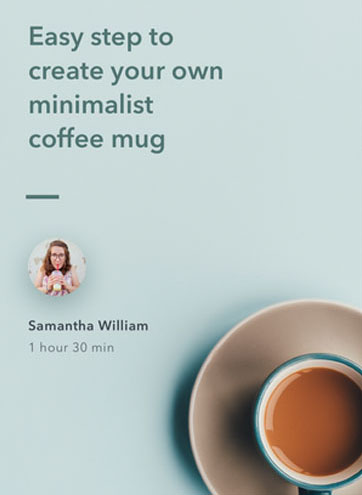 Easy step to
create your own
minimalist
coffee mug
Samantha William
1 hour 30 min